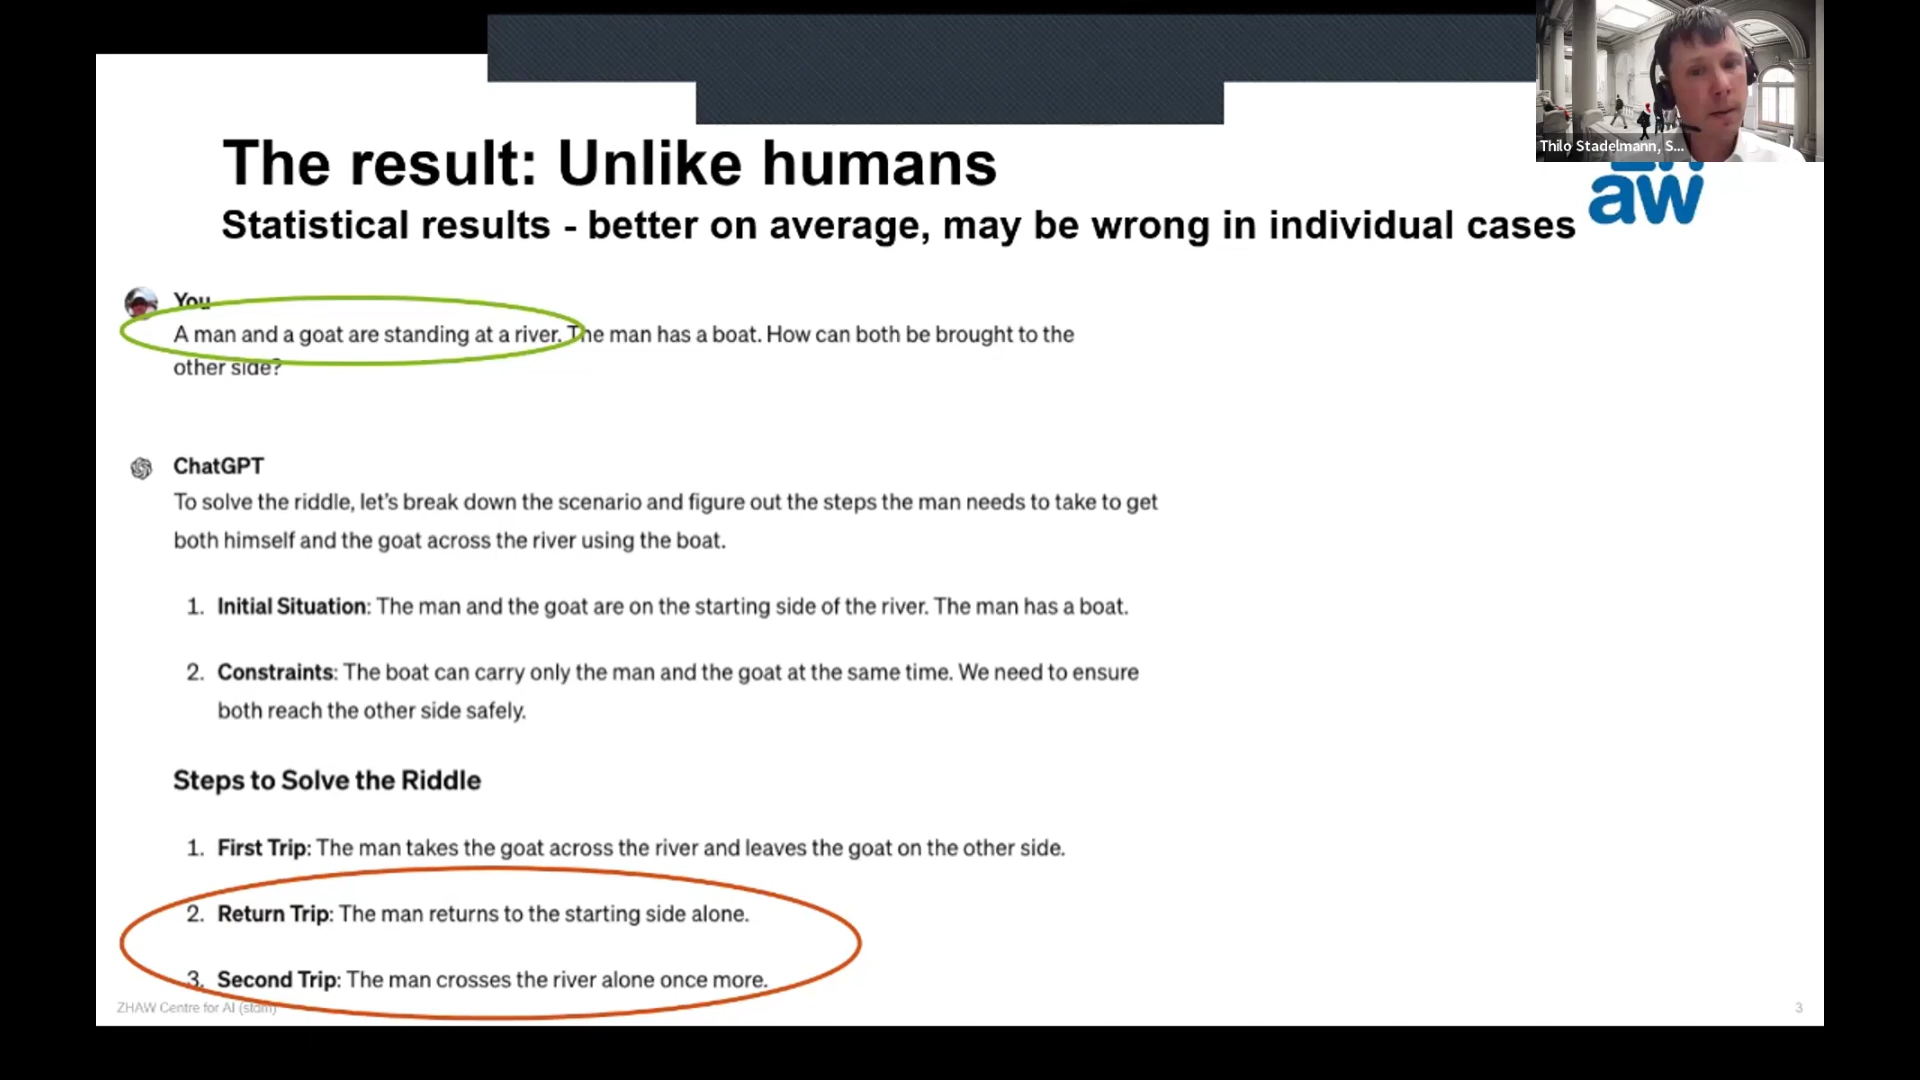 Thilo Stadelmann, S...
The result: Unlike humans
Statistical results - better on average, may be wrong in individual cases
aw
You
A man and a goat are standing at a river. The man has a boat. How can both be brought to the
other side?
ChatGPT
To solve the riddle, let's break down the scenario and figure out the steps the man needs to take to get
both himself and the goat across the river using the boat.
1. Initial Situation: The man and the goat are on the starting side of the river. The man has a boat.
2. Constraints: The boat can carry only the man and the goat at the same time. We need to ensure
both reach the other side safely.
Steps to Solve the Riddle
1. First Trip: The man takes the goat across the river and leaves the goat on the other side.
2. Return Trip: The man returns to the starting side alone.
3. Second Trip: The man crosses the river alone once more.
ZHAW Centre for AI (stdm)
3